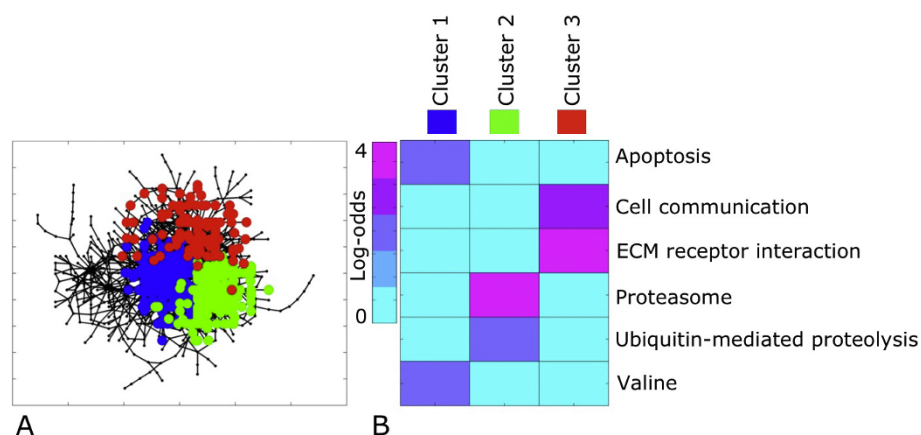 Cluster 1
Cluster 2
Cluster 3
4
Log-odds
0
Apoptosis
Cell communication
ECM receptor interaction
Proteasome
Ubiquitin-mediated proteolysis
Valine
A
B